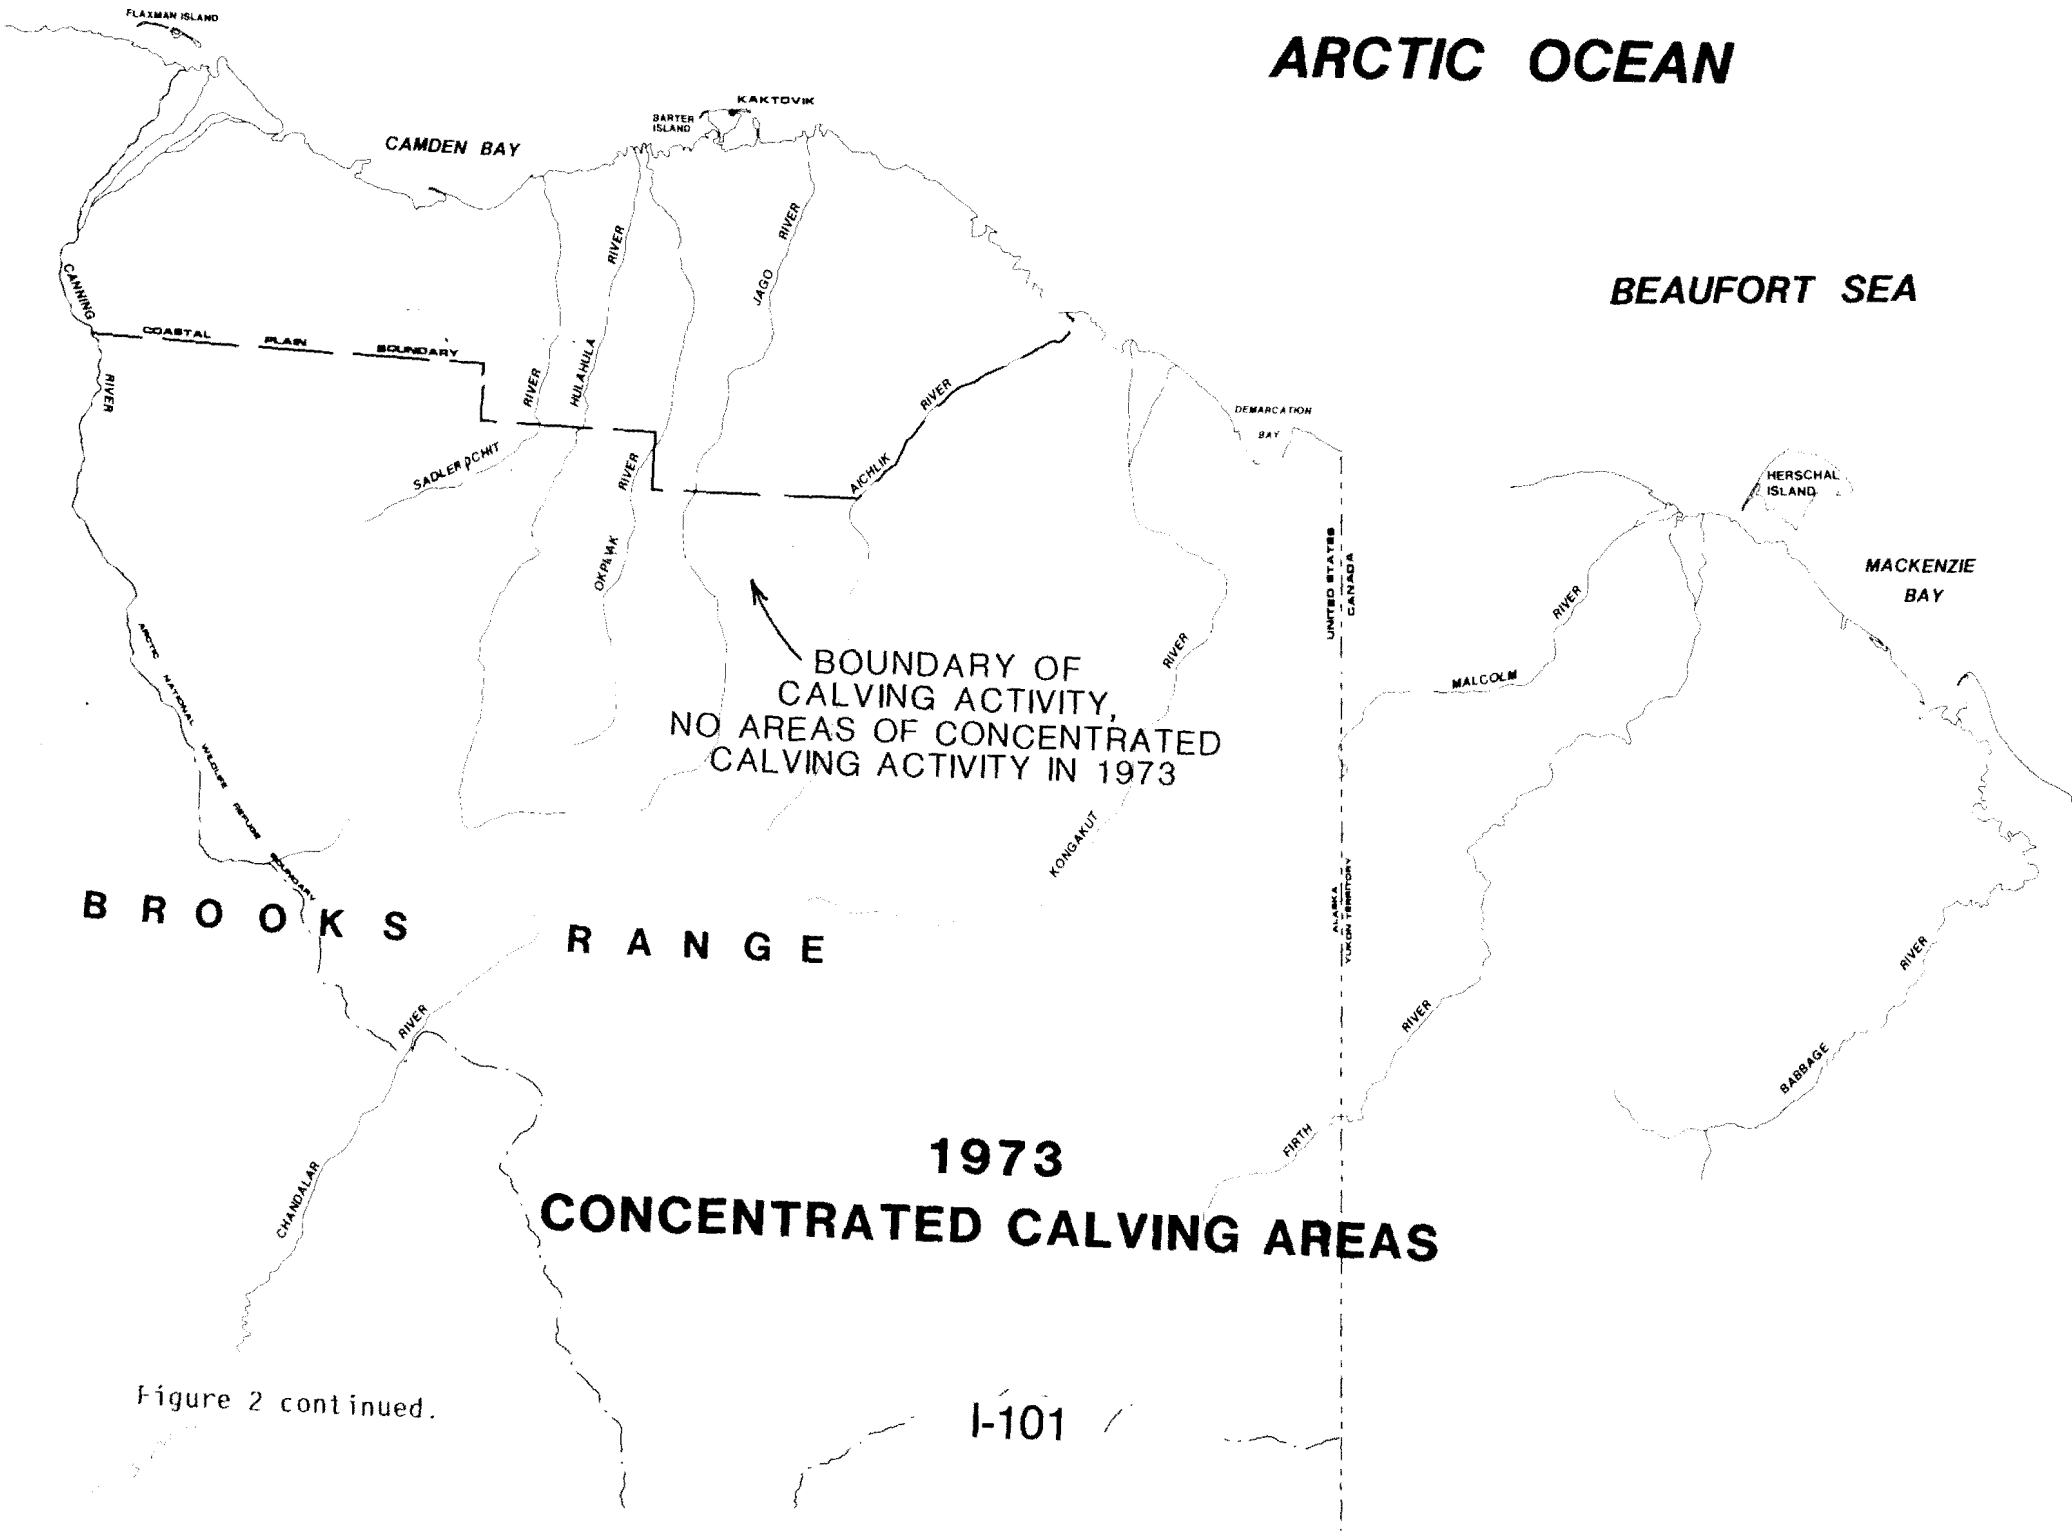 FLAXMAN ISLAND
ARCTIC OCEAN
KAKTOVIK
BARTER
ISLAND
CAMDEN BAY
BEAUFORT SEA
RIVER
RIVER
JAGO
CANNING
RIVER
COASTAL PLAIN BOUNDARY
HULAHULA
RIVER
RIVER
AICHLIK
DEMARCATION
BAY
RIVER
HERSCHAL
ISLAND
MACKENZIE
BAY
UNITED STATES
CANADA
RIVER
MALCOLM
ARCTIC NATIONAL WILDLIFE REFUGE BOUNDARY
BOUNDARY OF
CALVING ACTIVITY,
NO AREAS OF CONCENTRATED
CALVING ACTIVITY IN 1973
RIVER
KONGAKUT
ALASKA
YUKON TERRITORY
BROOKS RANGE
RIVER
CHANDALAR
RIVER
FIRTH
RIVER
BABBAGE
1973
CONCENTRATED CALVING AREAS
Figure 2 continued.
I-101